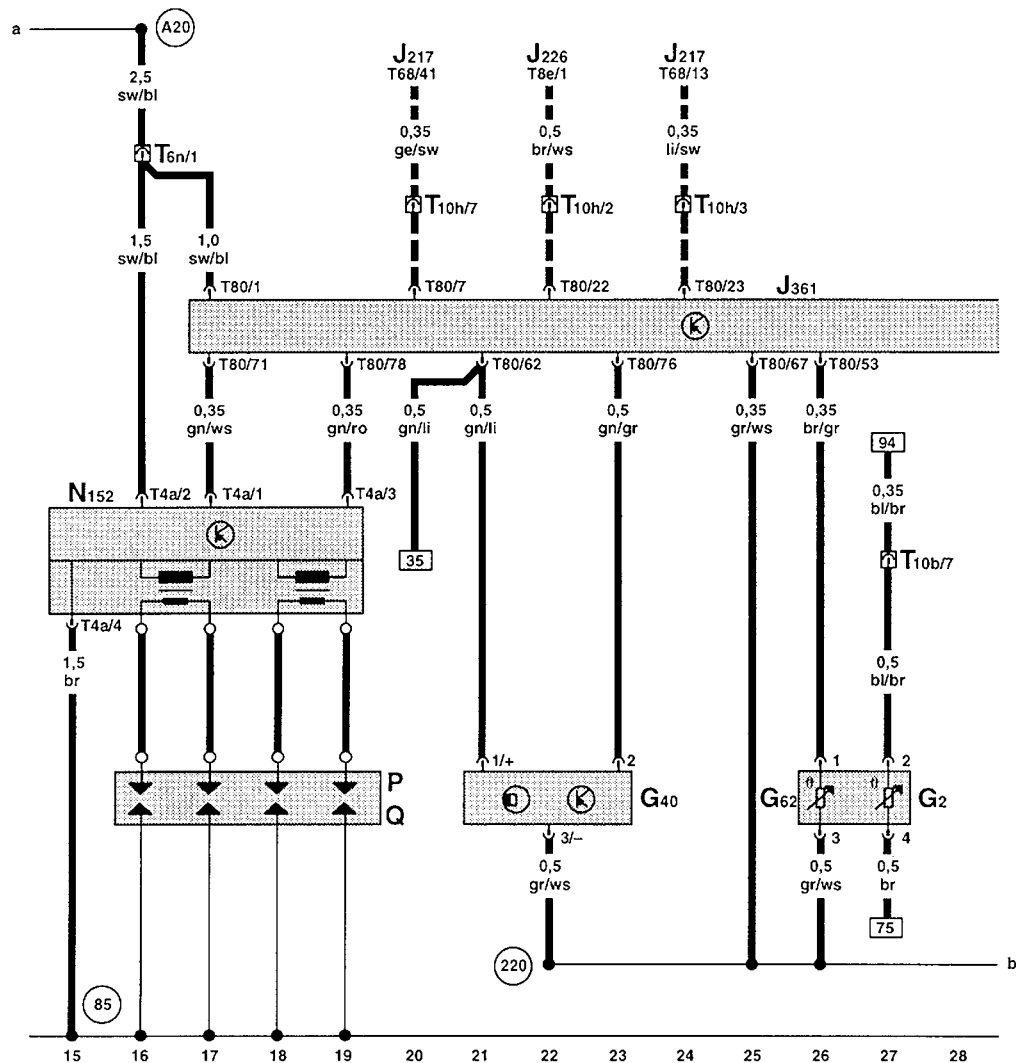 a
A20
J217
T68/41
J226
T8e/1
J217
T68/13
2,5
sw/bl
0,35
ge/sw
0,5
br/ws
0,35
li/sw
T6n/1
T10h/7
T10h/2
T10h/3
1,5
sw/bl
1,0
sw/bl
T80/1
T80/7
T80/22
T80/23
J361
T80/71
T80/78
T80/62
T80/76
T80/67
T80/53
0,35
gn/ws
0,35
gn/ro
0,5
gn/li
0,5
gn/li
0,5
gn/gr
0,35
gr/ws
0,35
br/gr
94
N152
T4a/2
T4a/1
T4a/3
0,35
bl/br
35
T10b/7
T4a/4
1,5
br
0,5
bl/br
1/+
2
1
2
P
Q
G40
G62
θ
θ
G2
3/–
3
4
0,5
gr/ws
0,5
gr/ws
0,5
br
75
220
b
85
15 16 17 18 19 20 21 22 23 24 25 26 27 28